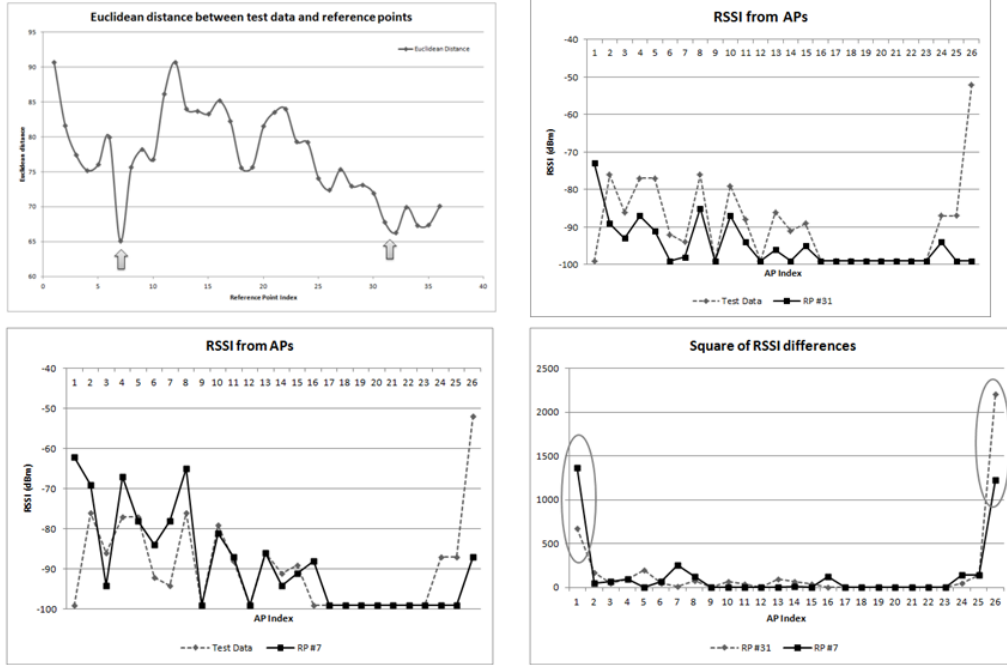 Euclidean distance between test data and reference points
95
90
85
80
75
70
65
60
Euclidean distance
Euclidean Distance
0 5 10 15 20 25 30 35 40
Reference Point Index
RSSI from APs
-40
-50
-60
-70
-80
-90
-100
RSSI (dBm)
1 2 3 4 5 6 7 8 9 10 11 12 13 14 15 16 17 18 19 20 21 22 23 24 25 26
AP Index
Test Data RP #31
RSSI from APs
-40
-50
-60
-70
-80
-90
-100
RSSI (dBm)
1 2 3 4 5 6 7 8 9 10 11 12 13 14 15 16 17 18 19 20 21 22 23 24 25 26
AP Index
Test Data RP #7
Square of RSSI differences
2500
2000
1500
1000
500
0
1 2 3 4 5 6 7 8 9 10 11 12 13 14 15 16 17 18 19 20 21 22 23 24 25 26
AP Index
RP #31 RP #7